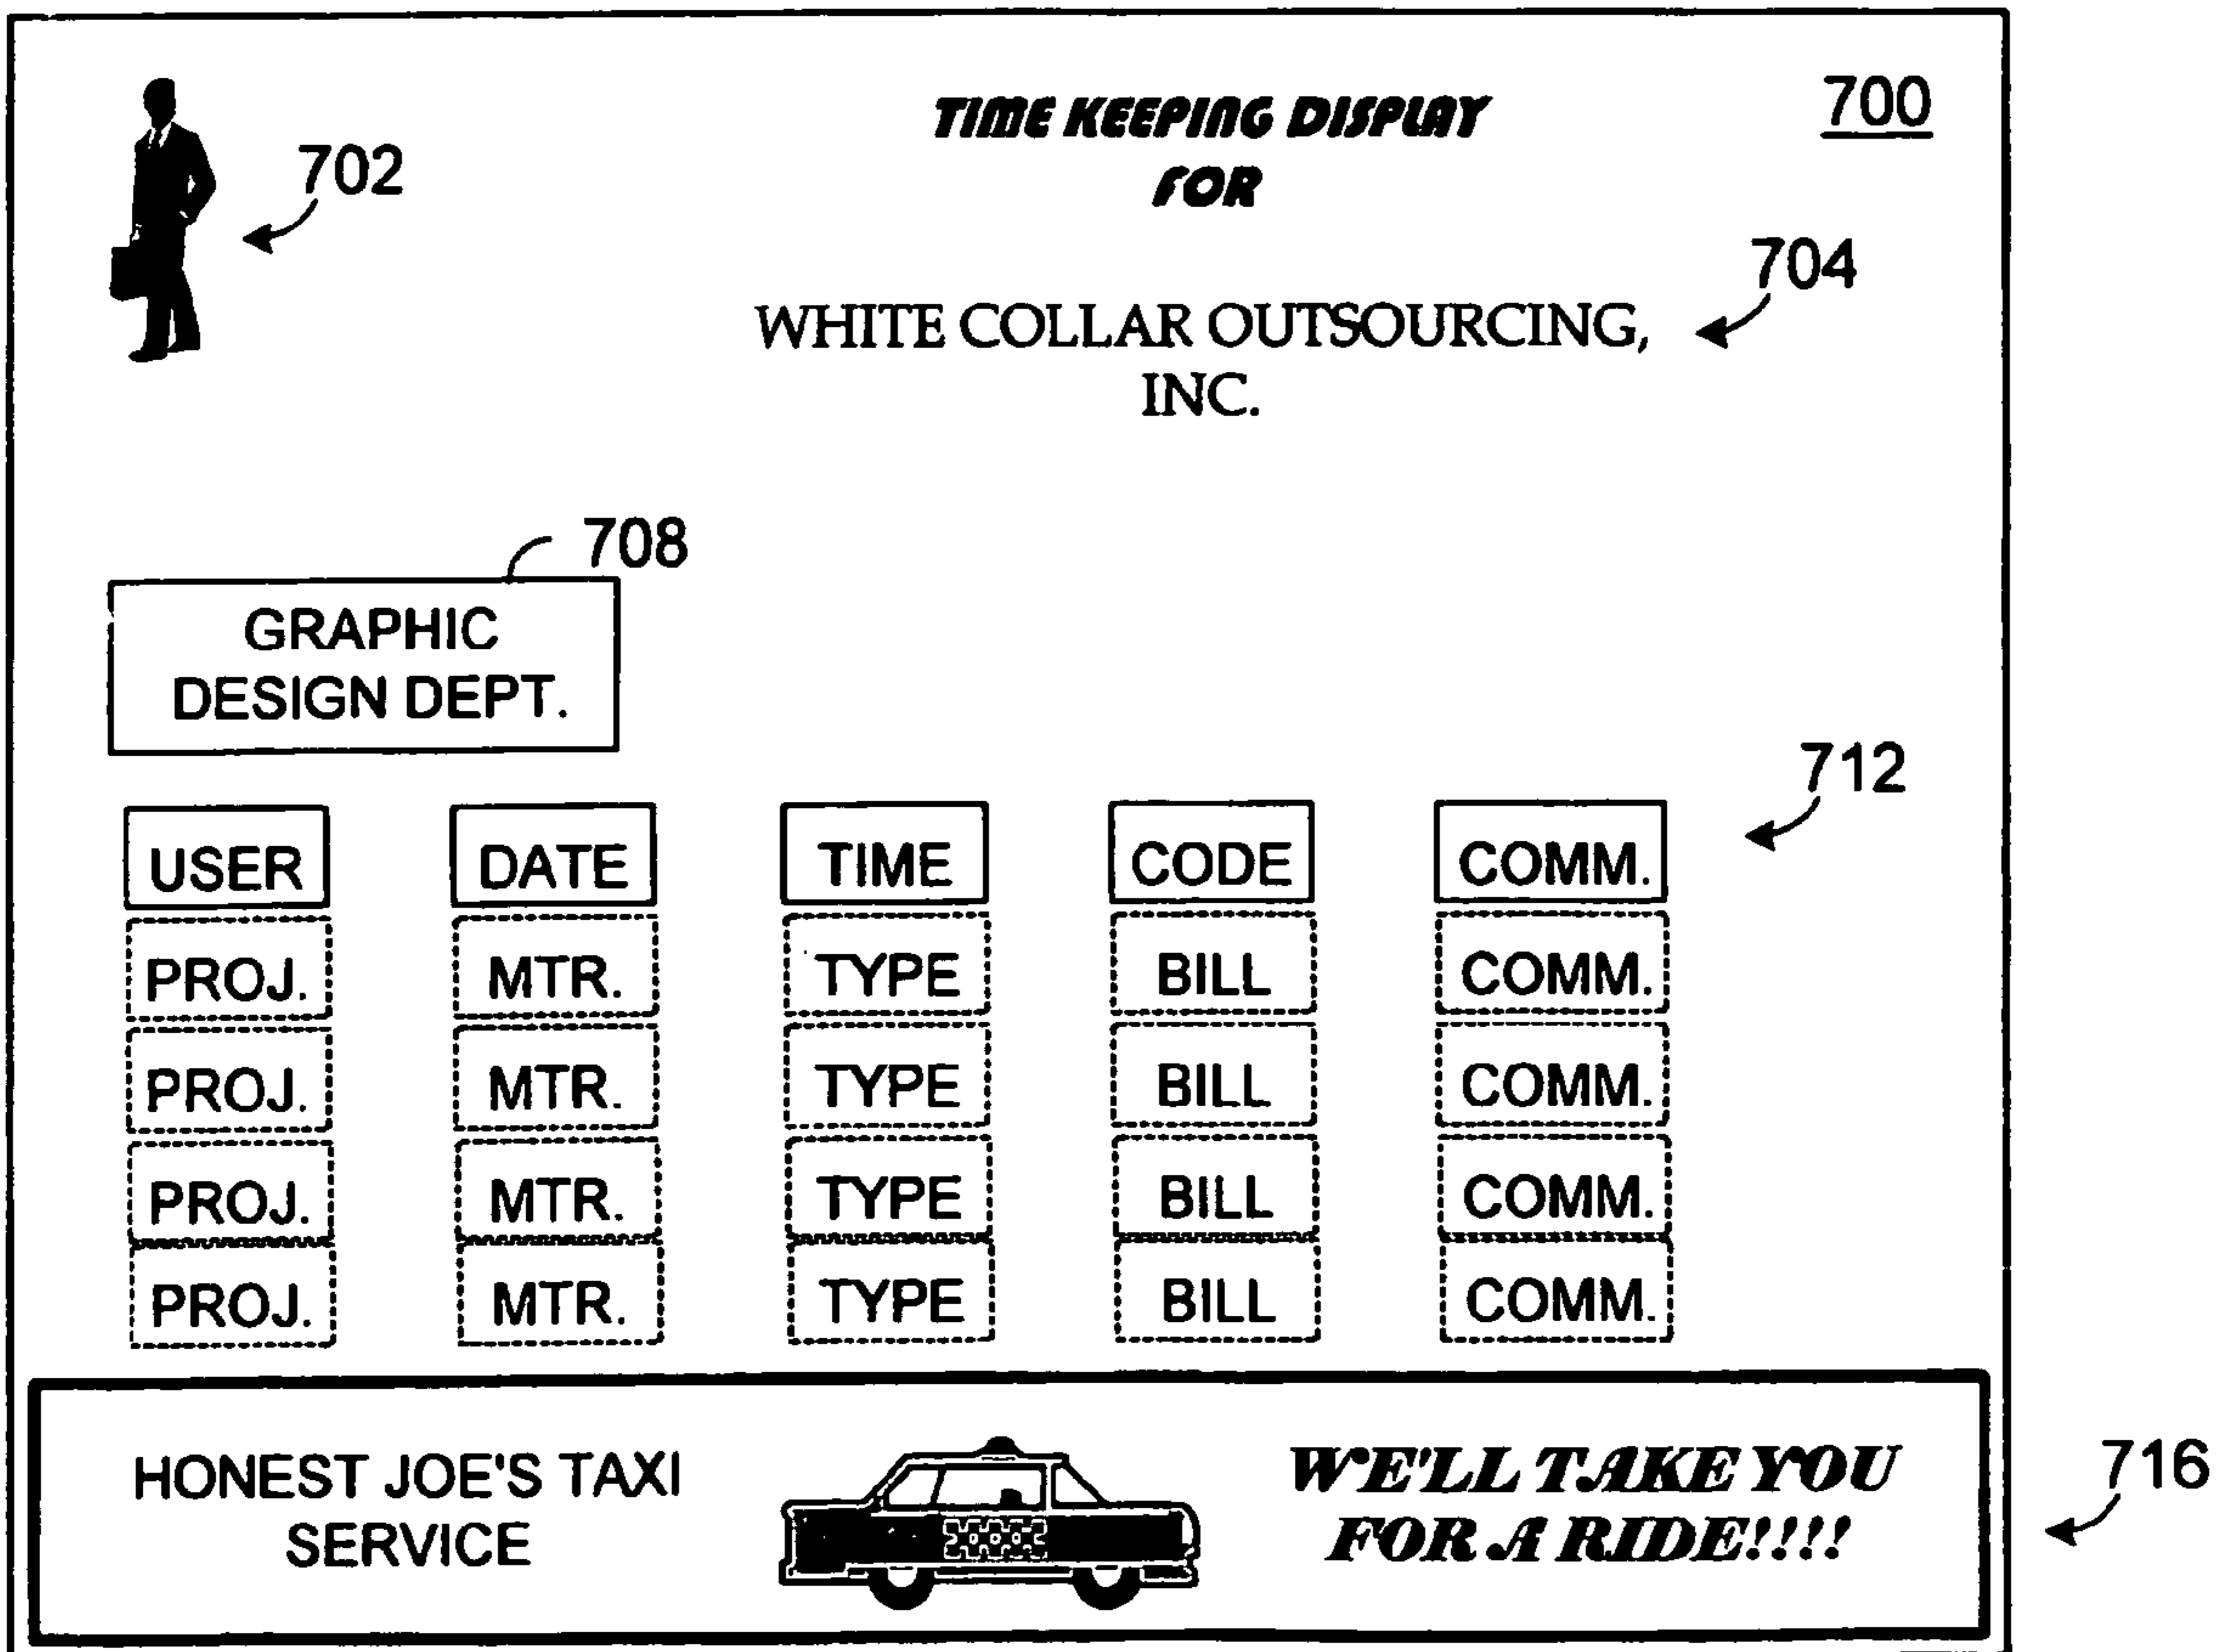 TIME KEEPING DISPLAY
700
FOR
702
704
WHITE COLLAR OUTSOURCING,
INC.
708
GRAPHIC
DESIGN DEPT.
712
USER DATE TIME CODE COMM.
PROJ. MTR. TYPE BILL COMM.
PROJ. MTR. TYPE BILL COMM.
PROJ. MTR. TYPE BILL COMM.
PROJ. MTR. TYPE BILL COMM.
HONEST JOE'S TAXI
SERVICE
WE'LL TAKE YOU
FOR A RIDE!!!!
716